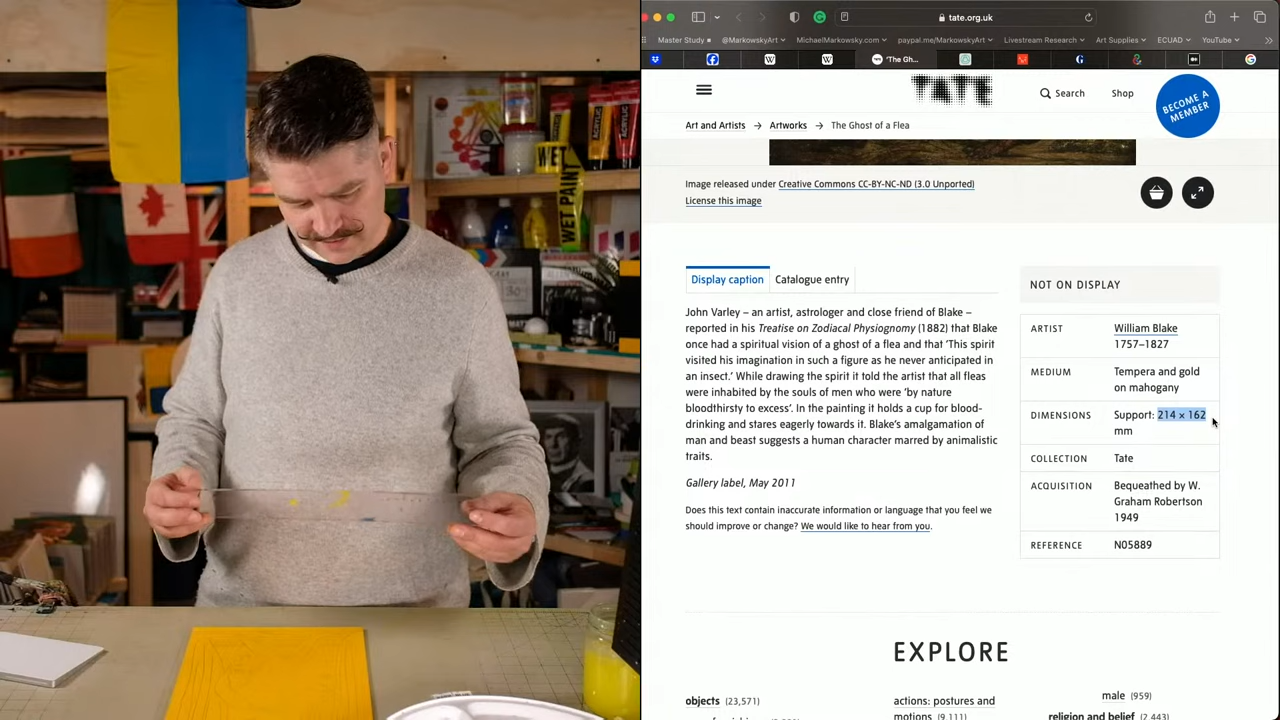 WET PAINT
ACRYLIC
ACRYLIC
WET
tate.org.uk
Master Study
@MarkowskyArt
MichaelMarkowsky.com
paypal.me/MarkowskyArt
Livestream Research
Art Supplies
ECUAD
YouTube
'The Gh...
TATE
Search
Shop
BECOME A
MEMBER
Art and Artists → Artworks → The Ghost of a Flea
Image released under Creative Commons CC-BY-NC-ND (3.0 Unported)
License this image
Display caption
Catalogue entry
John Varley – an artist, astrologer and close friend of Blake –
reported in his Treatise on Zodiacal Physiognomy (1882) that Blake
once had a spiritual vision of a ghost of a flea and that 'This spirit
visited his imagination in such a figure as he never anticipated in
an insect.' While drawing the spirit it told the artist that all fleas
were inhabited by the souls of men who were 'by nature
bloodthirsty to excess'. In the painting it holds a cup for blood-
drinking and stares eagerly towards it. Blake's amalgamation of
man and beast suggests a human character marred by animalistic
traits.
Gallery label, May 2011
Does this text contain inaccurate information or language that you feel we
should improve or change? We would like to hear from you.
NOT ON DISPLAY
ARTIST
William Blake
1757–1827
MEDIUM
Tempera and gold
on mahogany
DIMENSIONS
Support: 214 × 162
mm
COLLECTION
Tate
ACQUISITION
Bequeathed by W.
Graham Robertson
1949
REFERENCE
N05889
EXPLORE
objects (23,571)
actions: postures and
motions (9,111)
male (959)
religion and belief (2,443)